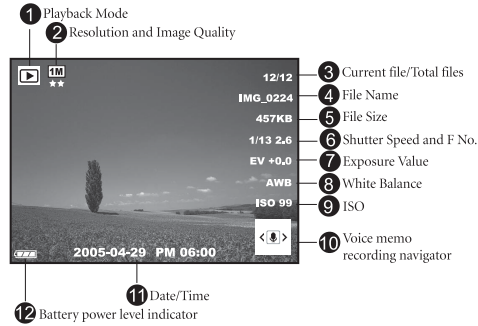 1 Playback Mode
2 Resolution and Image Quality
1M
12/12
3 Current file/Total files
IMG_0224
4 File Name
457KB
5 File Size
1/13 2.6
6 Shutter Speed and F No.
EV +0.0
7 Exposure Value
AWB
8 White Balance
ISO 99
9 ISO
10 Voice memo
recording navigator
2005-04-29 PM 06:00
11 Date/Time
12 Battery power level indicator